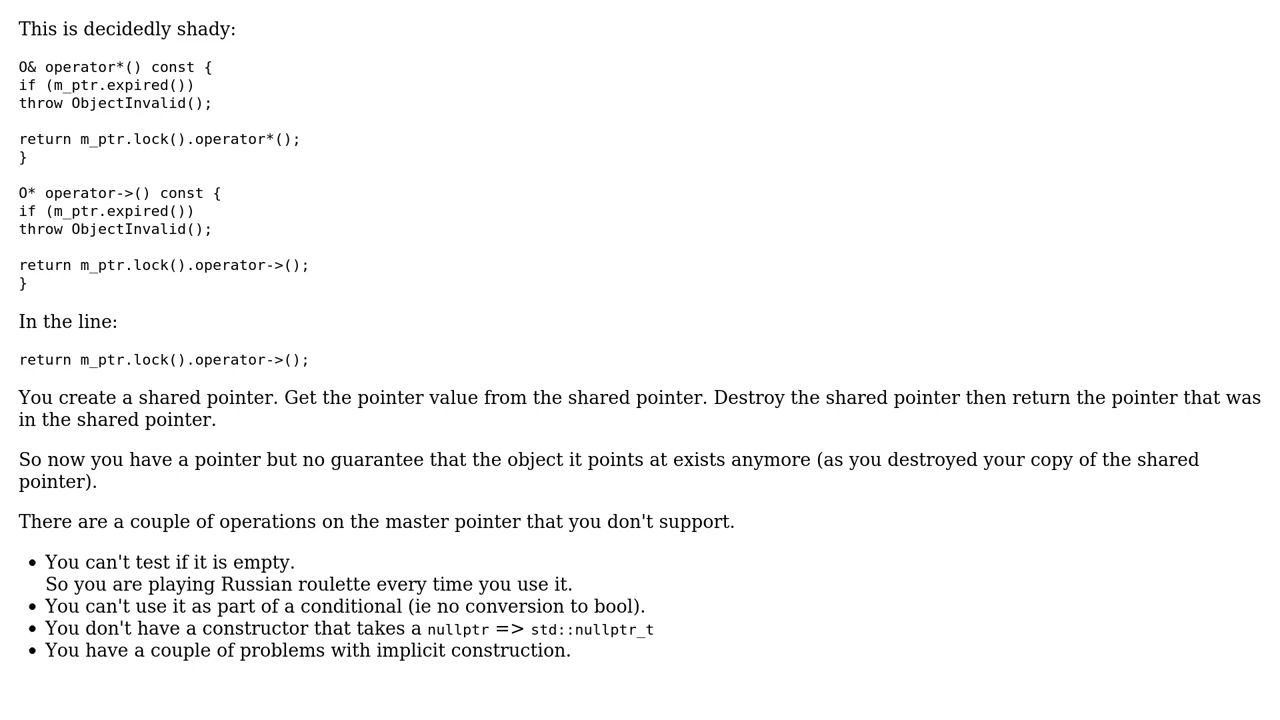 This is decidedly shady:
O& operator*() const {
if (m_ptr.expired())
throw ObjectInvalid();
return m_ptr.lock().operator*();
}
O* operator->() const {
if (m_ptr.expired())
throw ObjectInvalid();
return m_ptr.lock().operator->();
}
In the line:
return m_ptr.lock().operator->();
You create a shared pointer. Get the pointer value from the shared pointer. Destroy the shared pointer then return the pointer that was
in the shared pointer.
So now you have a pointer but no guarantee that the object it points at exists anymore (as you destroyed your copy of the shared
pointer).
There are a couple of operations on the master pointer that you don't support.
• You can't test if it is empty.
So you are playing Russian roulette every time you use it.
• You can't use it as part of a conditional (ie no conversion to bool).
• You don't have a constructor that takes a nullptr => std::nullptr_t
• You have a couple of problems with implicit construction.